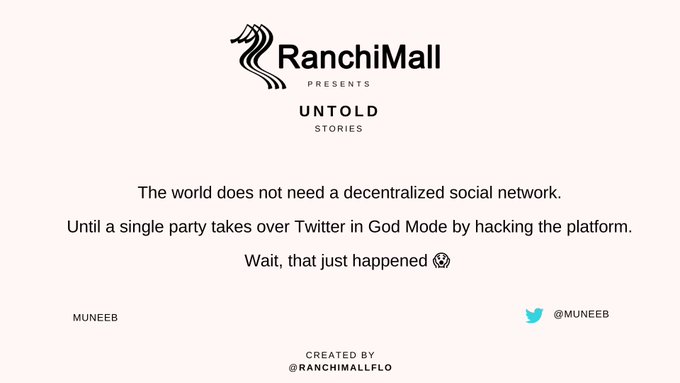 RanchiMall
PRESENTS
UNTOLD
STORIES
The world does not need a decentralized social network.
Until a single party takes over Twitter in God Mode by hacking the platform.
Wait, that just happened 😱
MUNEEB
@MUNEEB
CREATED BY
@RANCHIMALLFLO